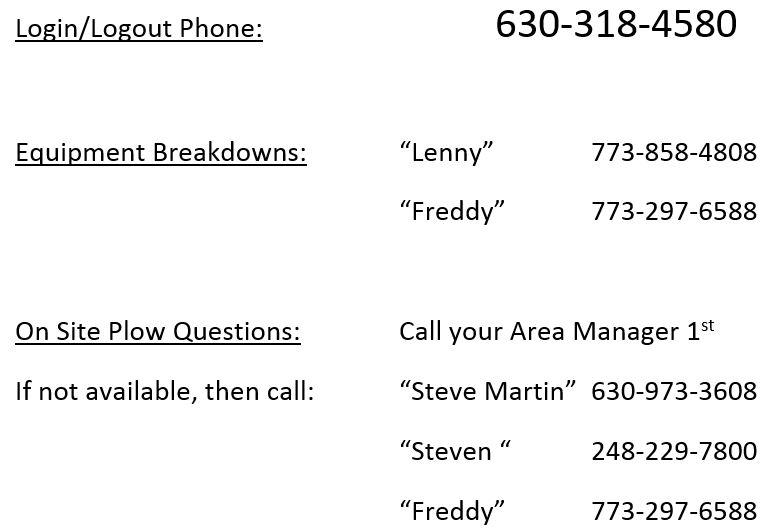 Login/Logout Phone: 630-318-4580
Equipment Breakdowns: “Lenny” 773-858-4808
“Freddy” 773-297-6588
On Site Plow Questions: Call your Area Manager 1st
If not available, then call: “Steve Martin” 630-973-3608
“Steven “ 248-229-7800
“Freddy” 773-297-6588